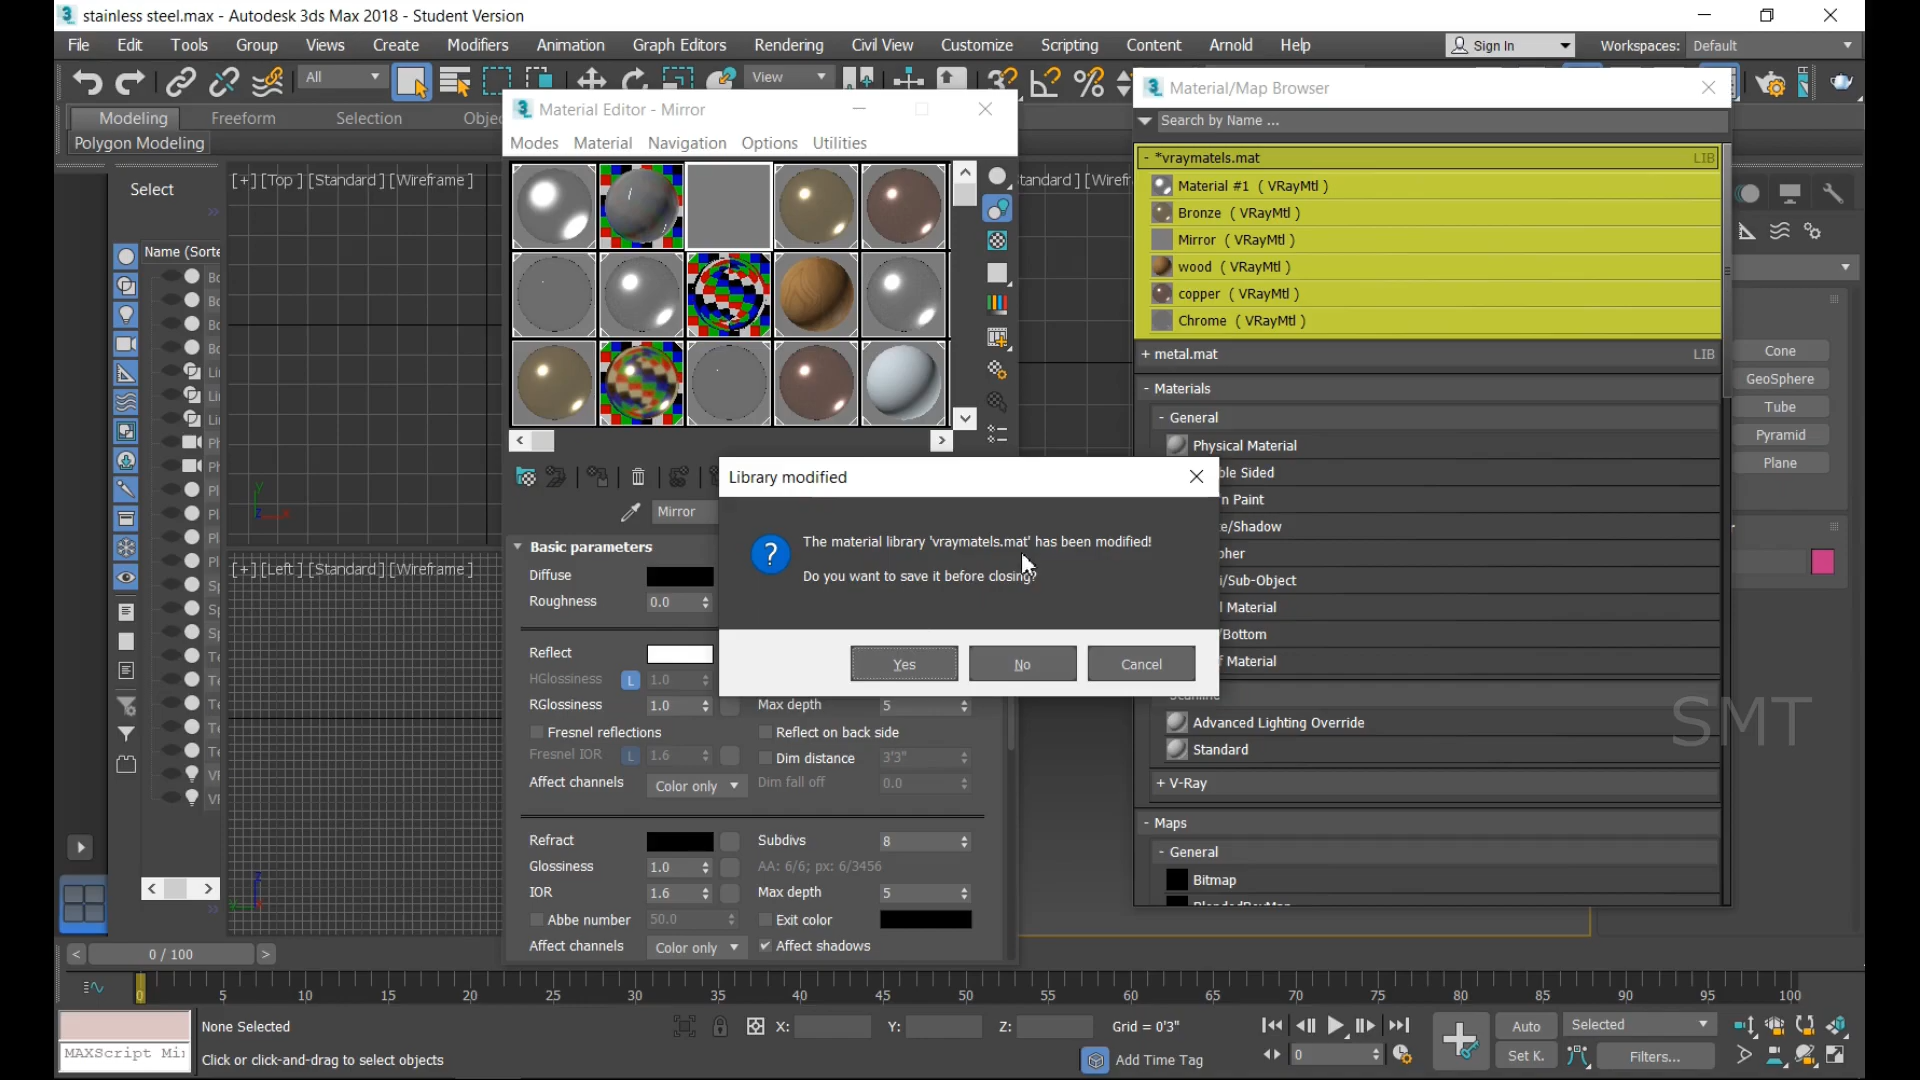 stainless steel.max - Autodesk 3ds Max 2018 - Student Version
File Edit Tools Group Views Create Modifiers Animation Graph Editors Rendering Civil View Customize Scripting Content Arnold Help
Sign In
Workspaces: Default
All
View
Modeling Freeform Selection
Polygon Modeling
Material Editor - Mirror
Modes Material Navigation Options Utilities
Material/Map Browser
Search by Name ...
- *vraymatels.mat LIB
Material #1 ( VRayMtl )
Bronze ( VRayMtl )
Mirror ( VRayMtl )
wood ( VRayMtl )
copper ( VRayMtl )
Chrome ( VRayMtl )
+ metal.mat LIB
- Materials
- General
Physical Material
ble Sided
n Paint
e/Shadow
pher
i/Sub-Object
l Material
/Bottom
f Material
Advanced Lighting Override
Standard
+ V-Ray
- Maps
- General
Bitmap
Select
Name (Sorte
[+] [Top ] [Standard ] [Wireframe ]
[+] [Left ] [Standard ] [Wireframe ]
tandard ] [Wirefr
Cone
GeoSphere
Tube
Pyramid
Plane
Mirror
Library modified
The material library 'vraymatels.mat' has been modified!
Do you want to save it before closing?
Yes No Cancel
Basic parameters
Diffuse
Roughness 0.0
Reflect
HGlossiness L 1.0
RGlossiness 1.0 Max depth 5
Fresnel reflections Reflect on back side
Fresnel IOR L 1.6 Dim distance 3'3"
Affect channels Color only Dim fall off 0.0
Refract Subdivs 8
Glossiness 1.0 AA: 6/6; px: 6/3456
IOR 1.6 Max depth 5
Abbe number 50.0 Exit color
Affect channels Color only Affect shadows
SMT
< 0 / 100 >
0 5 10 15 20 25 30 35 40 45 50 55 60 65 70 75 80 85 90 95 100
None Selected
X: Y: Z: Grid = 0'3"
Auto Selected
MAXScript Mi
Click or click-and-drag to select objects
Add Time Tag
0
Set K. Filters...